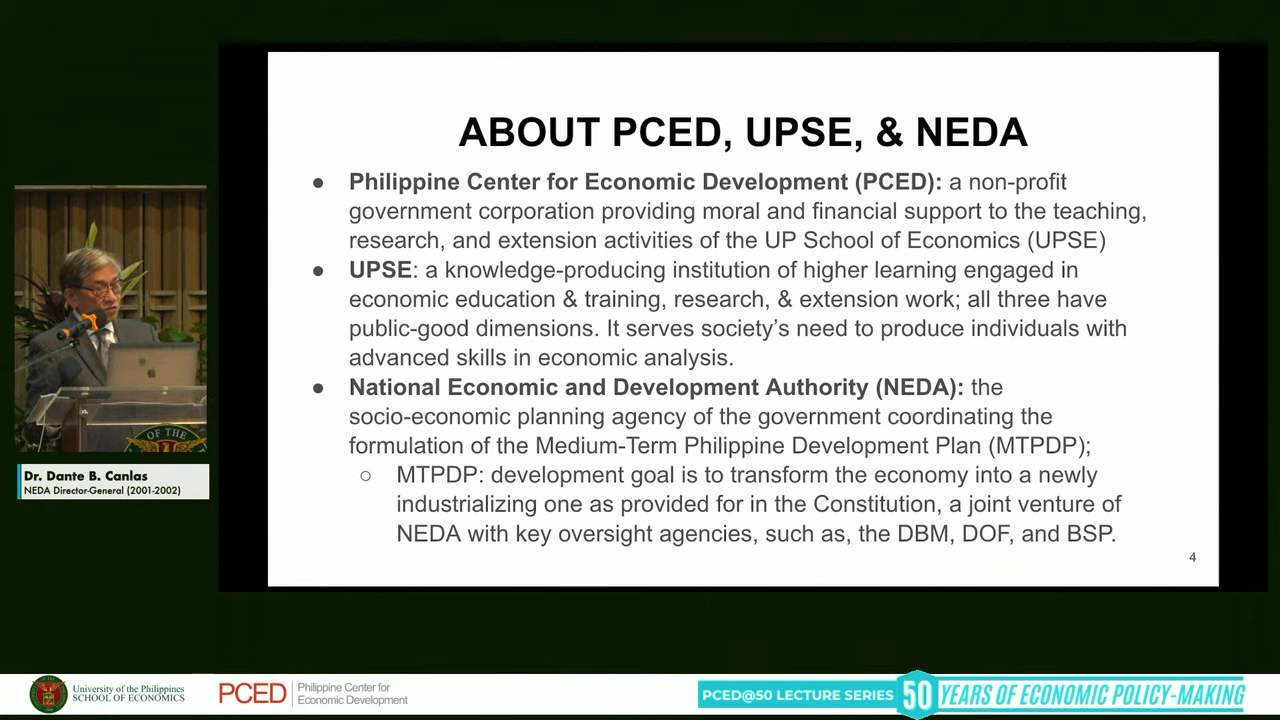 ABOUT PCED, UPSE, & NEDA
● Philippine Center for Economic Development (PCED): a non-profit
government corporation providing moral and financial support to the teaching,
research, and extension activities of the UP School of Economics (UPSE)
● UPSE: a knowledge-producing institution of higher learning engaged in
economic education & training, research, & extension work; all three have
public-good dimensions. It serves society’s need to produce individuals with
advanced skills in economic analysis.
● National Economic and Development Authority (NEDA): the
socio-economic planning agency of the government coordinating the
formulation of the Medium-Term Philippine Development Plan (MTPDP);
○ MTPDP: development goal is to transform the economy into a newly
industrializing one as provided for in the Constitution, a joint venture of
NEDA with key oversight agencies, such as, the DBM, DOF, and BSP.
4
OF THE
Dr. Dante B. Canlas
NEDA Director-General (2001-2002)
University of the Philippines
SCHOOL OF ECONOMICS
PCED
Philippine Center for
Economic Development
PCED@50 LECTURE SERIES
50 YEARS OF ECONOMIC POLICY-MAKING